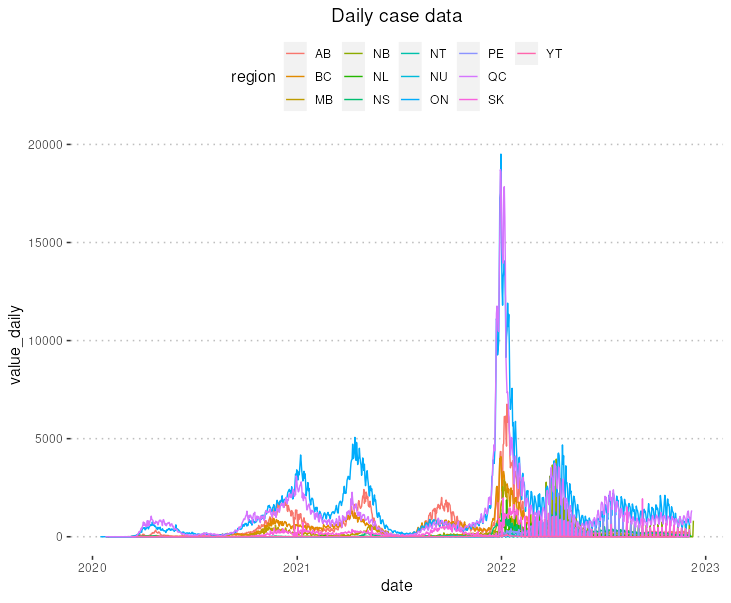 Daily case data
AB NB NT PE YT
region BC NL NU QC
MB NS ON SK
20000
15000
10000
5000
0
value_daily
2020 2021 2022 2023
date